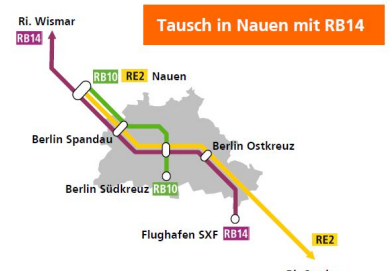 Tausch in Nauen mit RB14
Ri. Wismar
RB14
RB10 RE2 Nauen
Berlin Spandau
Berlin Ostkreuz
Berlin Südkreuz RB10
Flughafen SXF RB14
RE2